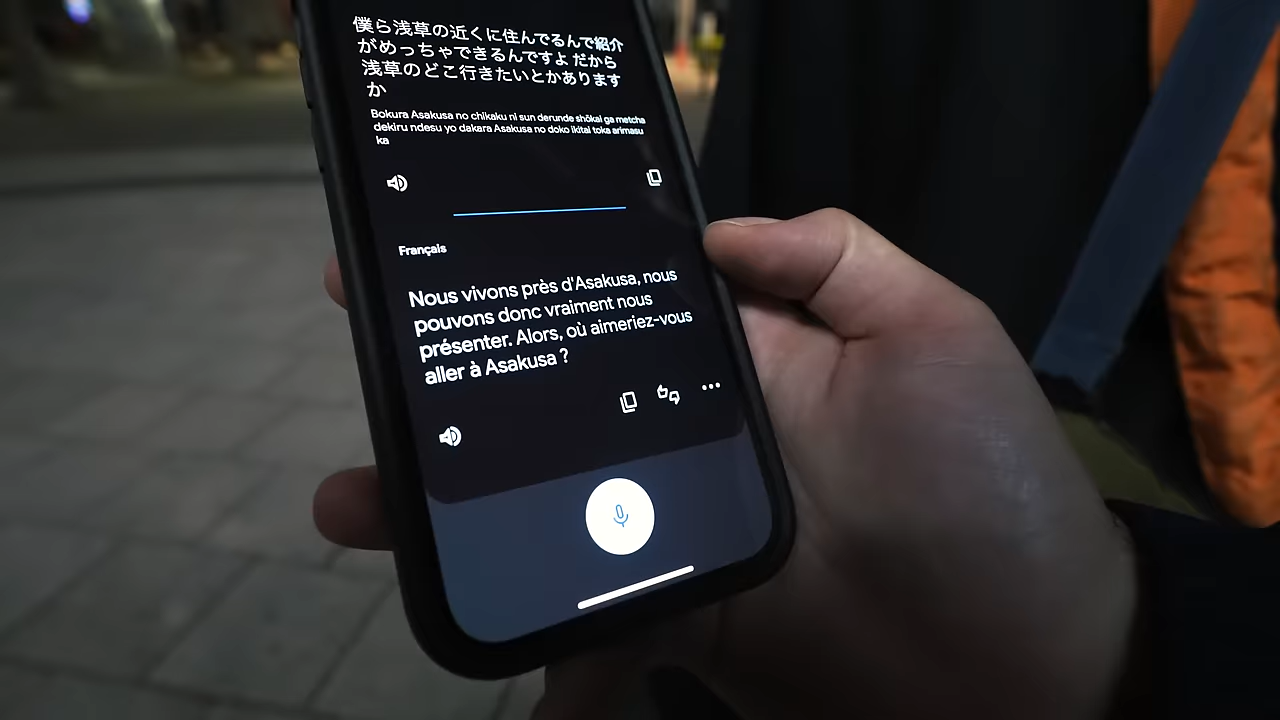 僕ら浅草の近くに住んでるんで紹介
がめっちゃできるんですよ だから
浅草のどこ行きたいとかあります
か
Bokura Asakusa no chikaku ni sun derunde shōkai ga metcha
dekiru ndesu yo dakara Asakusa no doko ikitai toka arimasu
ka
Français
Nous vivons près d'Asakusa, nous
pouvons donc vraiment nous
présenter. Alors, où aimeriez-vous
aller à Asakusa ?